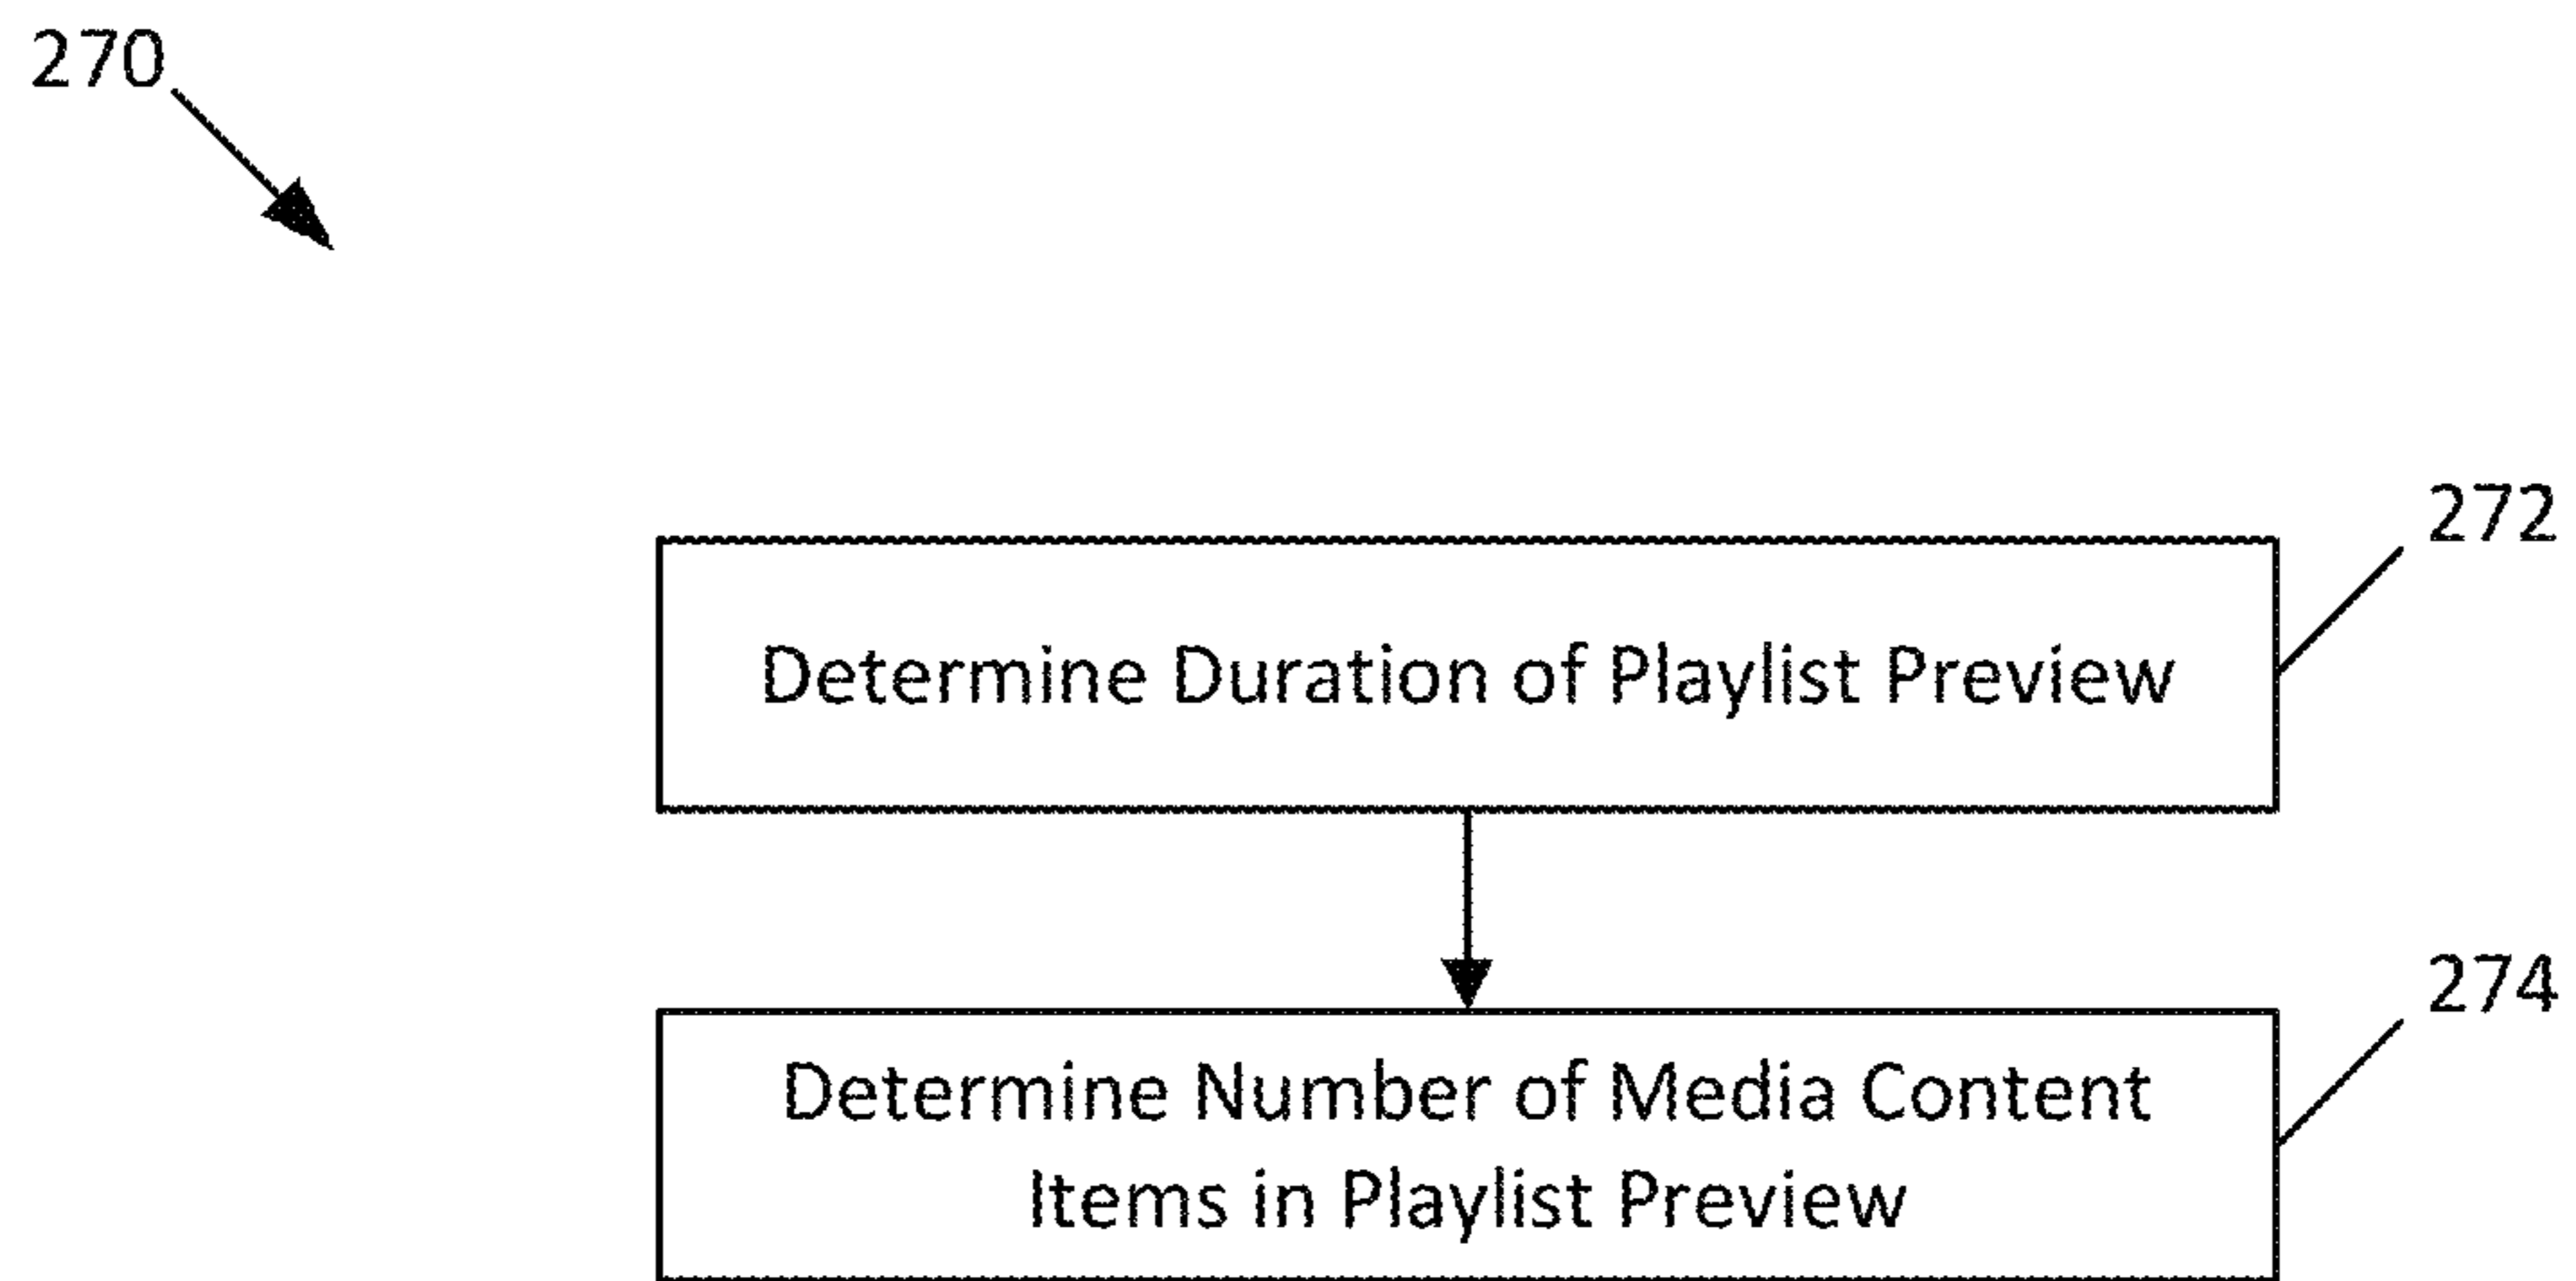 270
272
Determine Duration of Playlist Preview
274
Determine Number of Media Content
Items in Playlist Preview